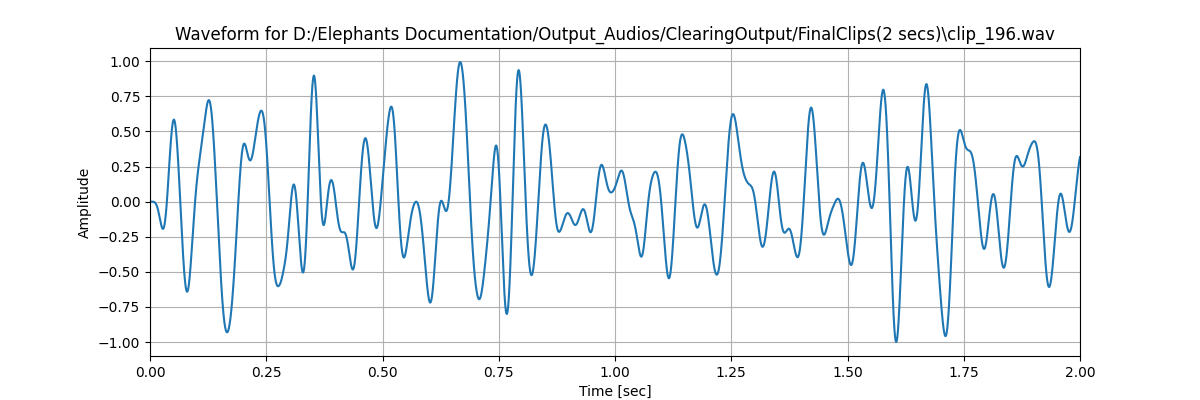 Waveform for D:/Elephants Documentation/Output_Audios/ClearingOutput/FinalClips(2 secs)\clip_196.wav
1.00
0.75
0.50
0.25
0.00
−0.25
−0.50
−0.75
−1.00
Amplitude
0.00 0.25 0.50 0.75 1.00 1.25 1.50 1.75 2.00
Time [sec]